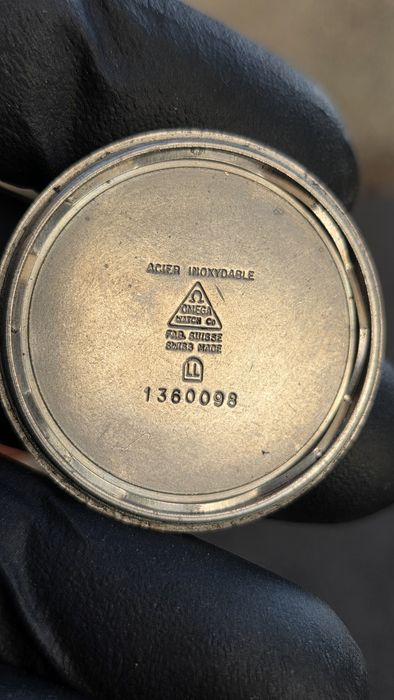 ACIER INOXYDABLE
Ω
OMEGA
WATCH Co
FAB. SUISSE
SWISS MADE
1360098